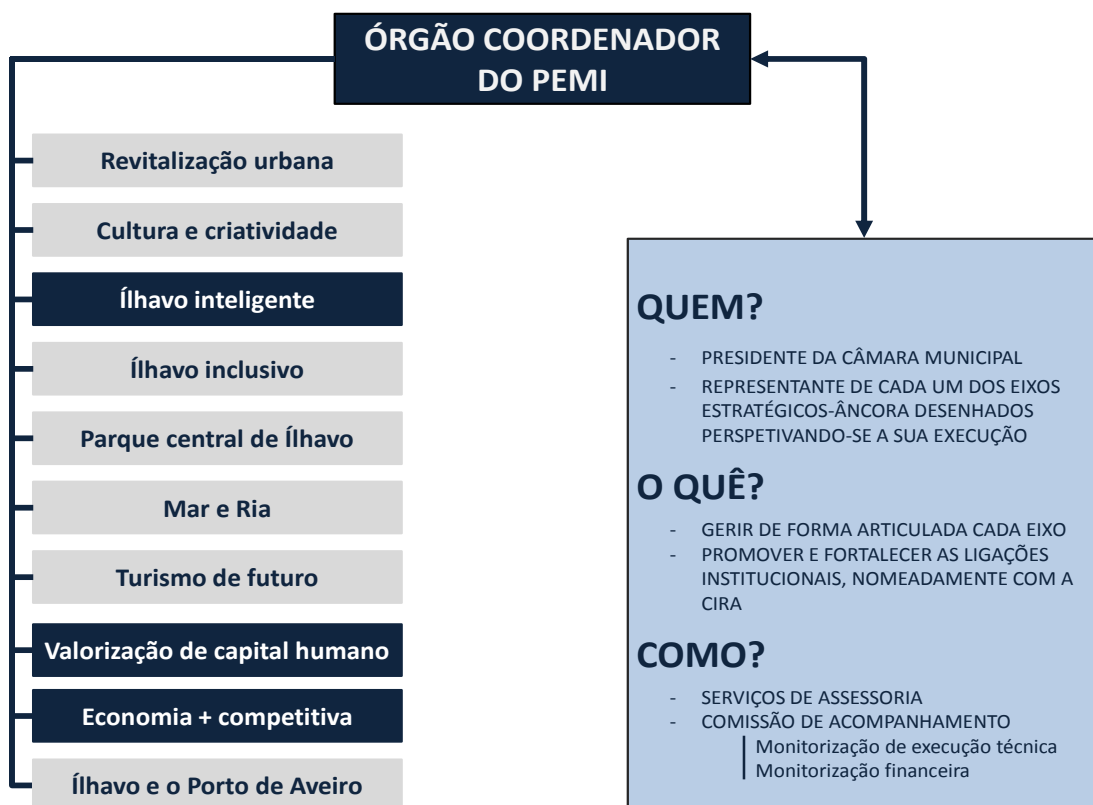 ÓRGÃO COORDENADOR
DO PEMI
Revitalização urbana
Cultura e criatividade
Ílhavo inteligente
Ílhavo inclusivo
Parque central de Ílhavo
Mar e Ria
Turismo de futuro
Valorização de capital humano
Economia + competitiva
Ílhavo e o Porto de Aveiro
QUEM?
- PRESIDENTE DA CÂMARA MUNICIPAL
- REPRESENTANTE DE CADA UM DOS EIXOS
ESTRATÉGICOS-ÂNCORA DESENHADOS
PERSPETIVANDO-SE A SUA EXECUÇÃO
O QUÊ?
- GERIR DE FORMA ARTICULADA CADA EIXO
- PROMOVER E FORTALECER AS LIGAÇÕES
INSTITUCIONAIS, NOMEADAMENTE COM A
CIRA
COMO?
- SERVIÇOS DE ASSESSORIA
- COMISSÃO DE ACOMPANHAMENTO
Monitorização de execução técnica
Monitorização financeira